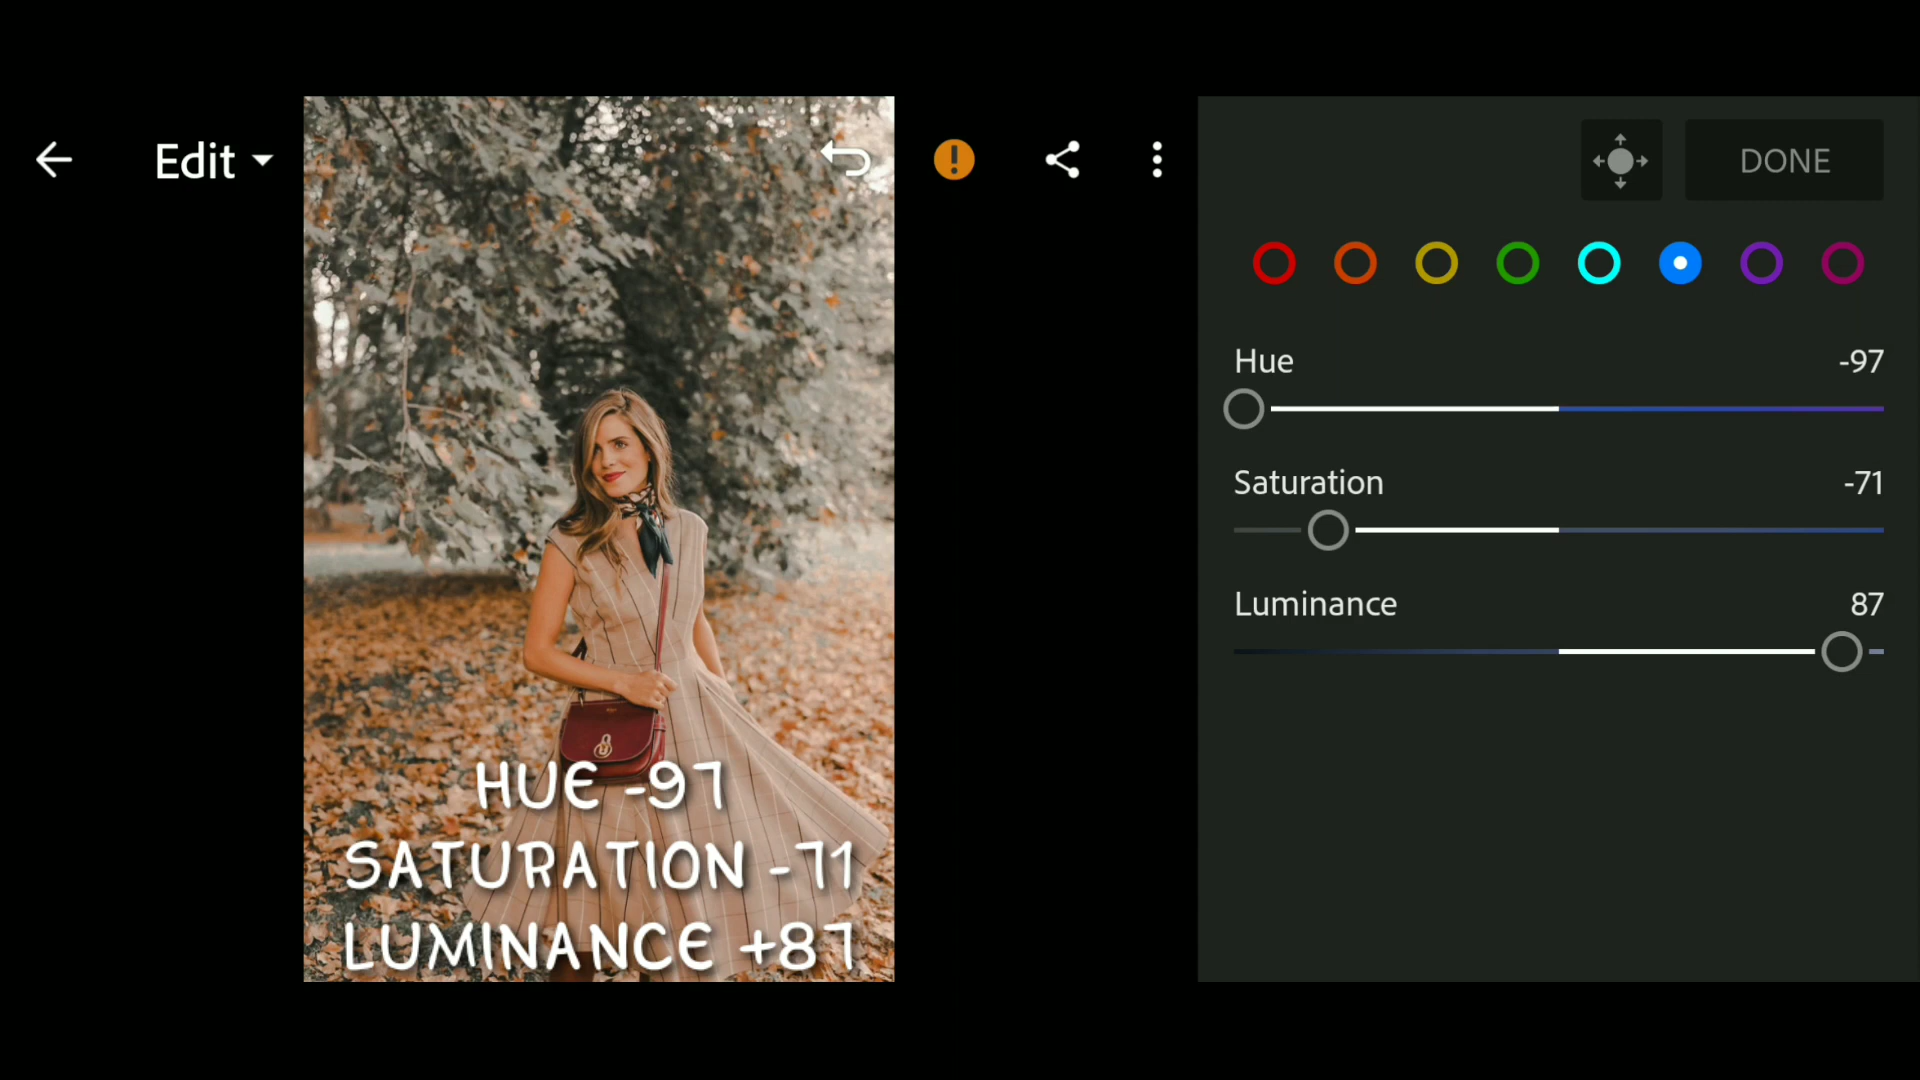 Edit
DONE
Hue -97
Saturation -71
Luminance 87
HUE -97
SATURATION -71
LUMINANCE +87